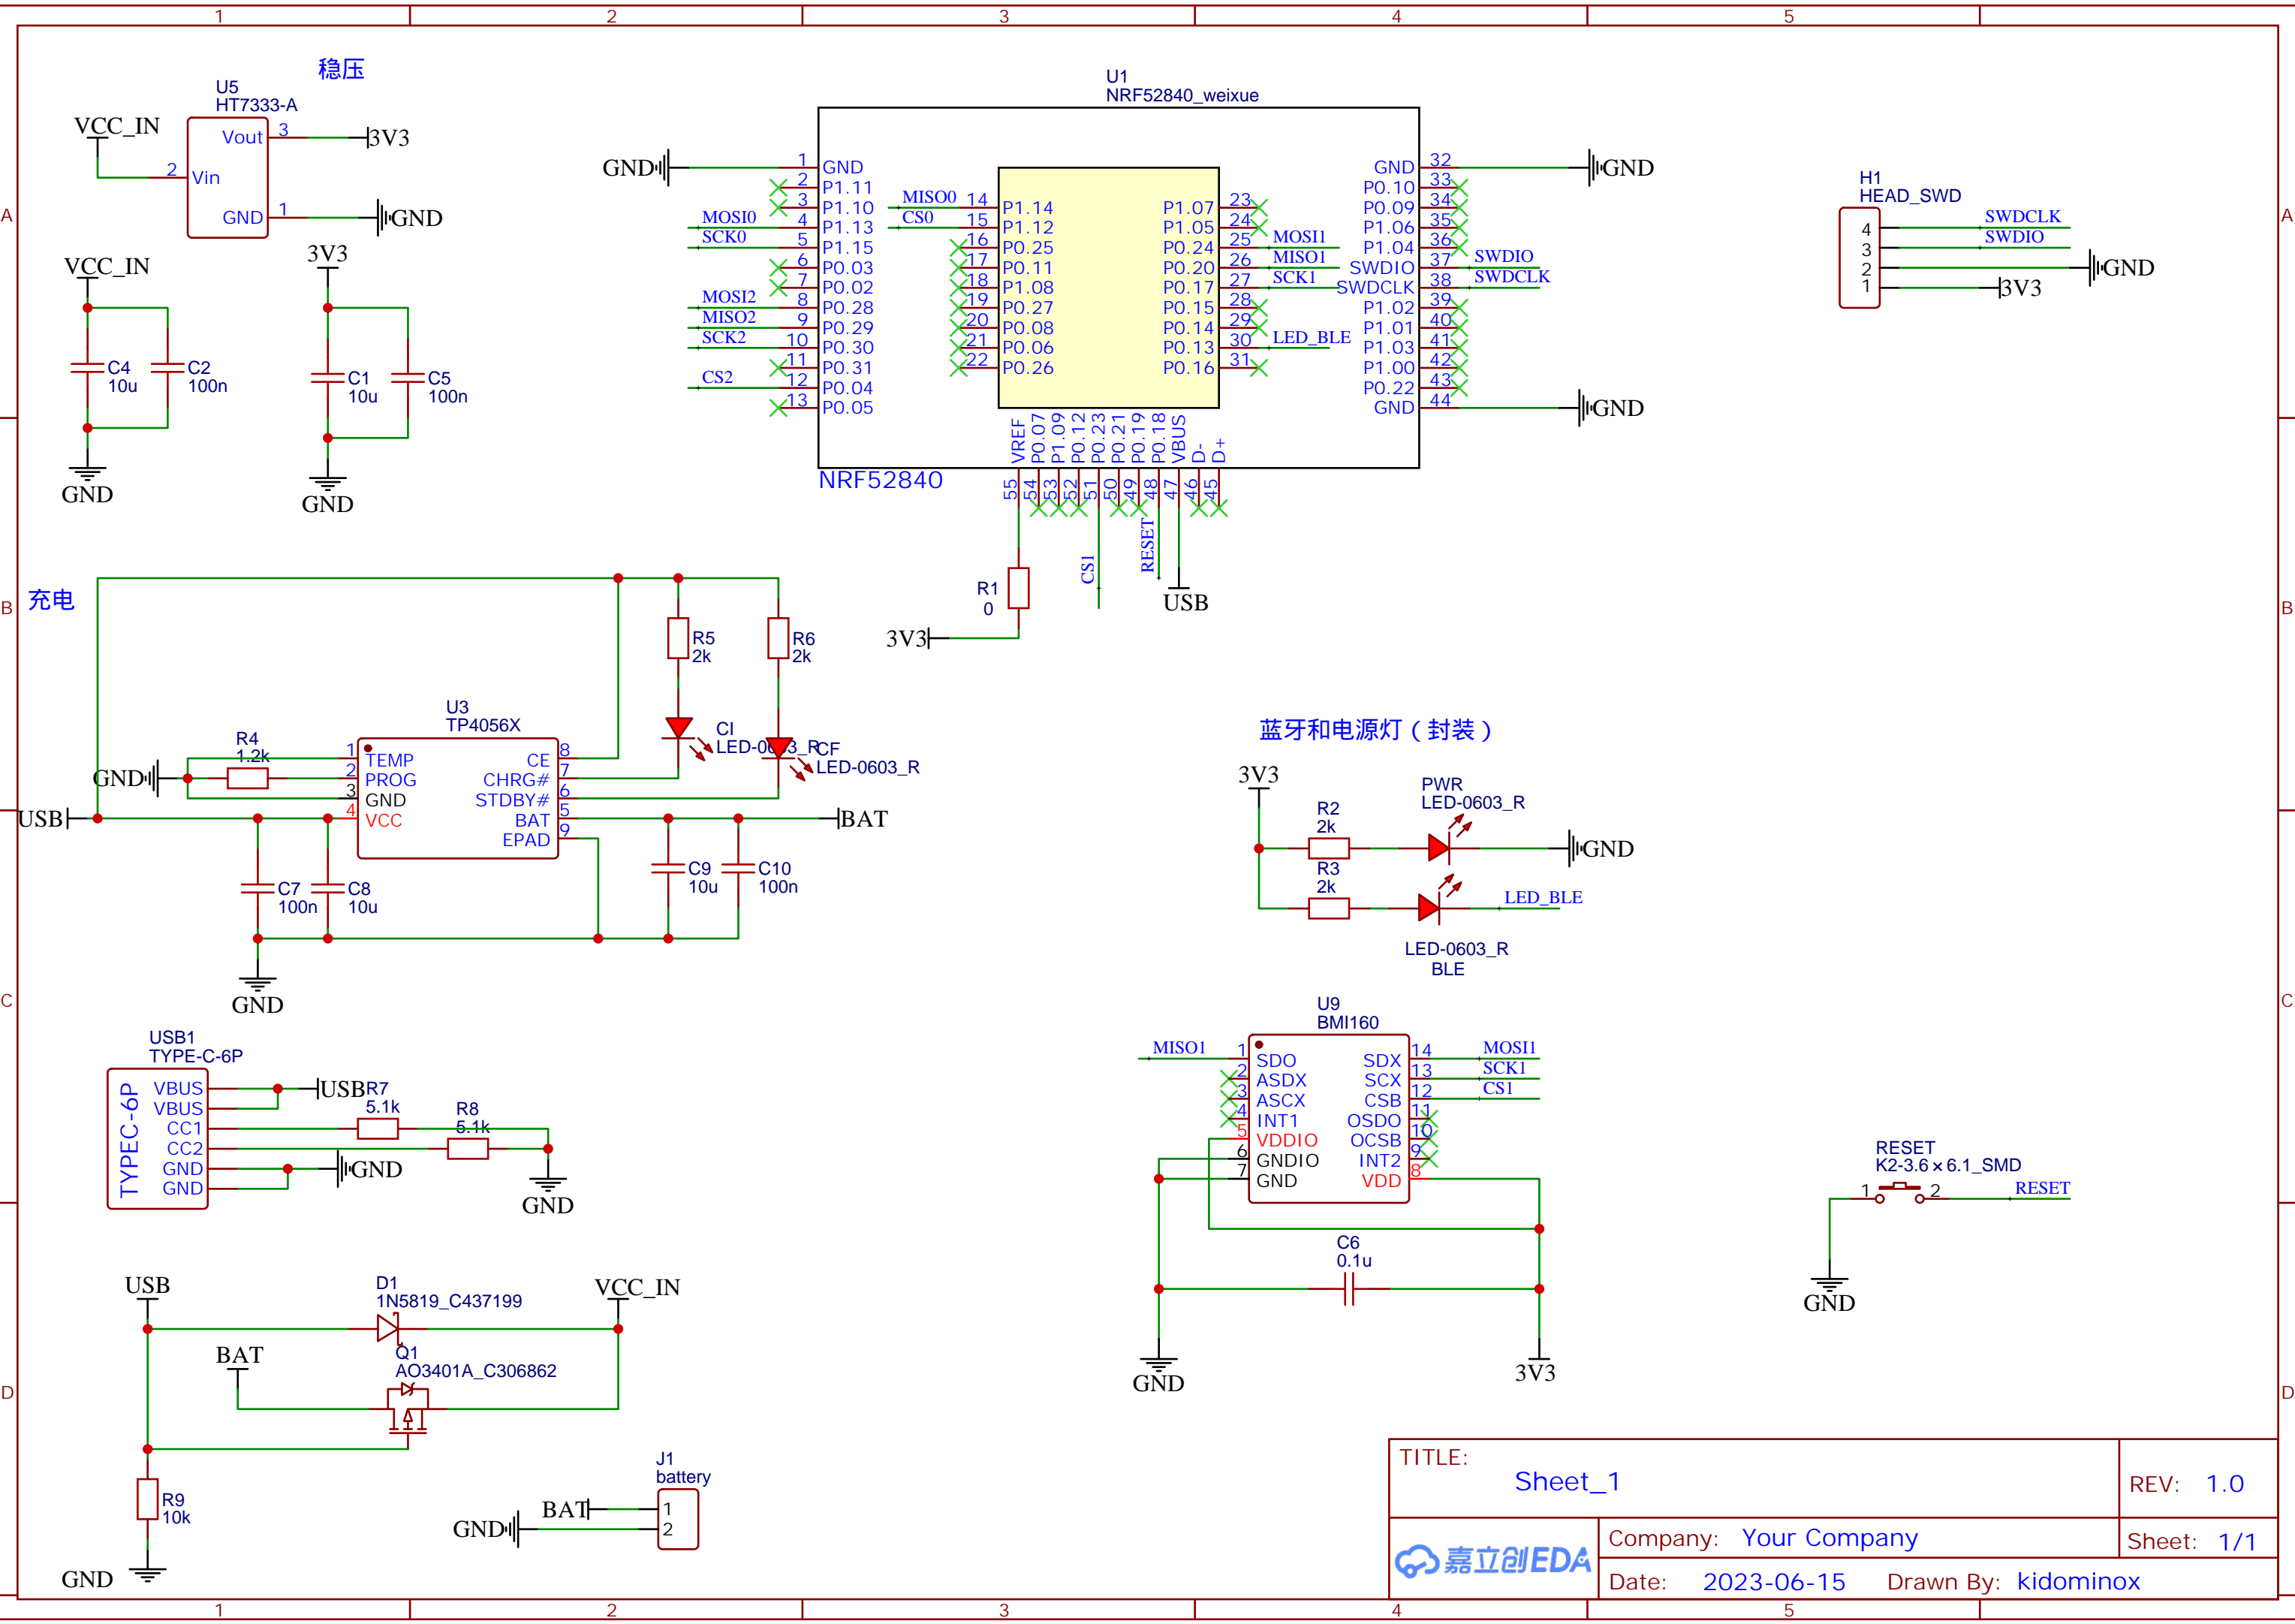 1 2 3 4 5
A
B
C
D
稳压
U5
HT7333-A
VCC_IN
Vout 3 3V3
2 Vin
GND 1 GND
VCC_IN
C4
10u
C2
100n
GND
3V3
C1
10u
C5
100n
GND
U1
NRF52840_weixue
GND 1 GND
2 P1.11
3 P1.10
MOSI0 4 P1.13
SCK0 5 P1.15
6 P0.03
7 P0.02
MOSI2 8 P0.28
MISO2 9 P0.29
SCK2 10 P0.30
11 P0.31
CS2 12 P0.04
13 P0.05
MISO0 14 P1.14
CS0 15 P1.12
16 P0.25
17 P0.11
18 P1.08
19 P0.27
20 P0.08
21 P0.06
22 P0.26
P1.07 23
P1.05 24
P0.24 25 MOSI1
P0.20 26 MISO1
P0.17 27 SCK1
P0.15 28
P0.14 29
P0.13 30 LED_BLE
P0.16 31
GND 32 GND
P0.10 33
P0.09 34
P1.06 35
P1.04 36
SWDIO 37 SWDIO
SWDCLK 38 SWDCLK
P1.02 39
P1.01 40
P1.03 41
P1.00 42
P0.22 43
GND 44 GND
VREF P0.07 P1.09 P0.12 P0.23 P0.21 P0.19 P0.18 VBUS D- D+
55 54 53 52 51 50 49 48 47 46 45
NRF52840
CS1
RESET
USB
R1
0
3V3
H1
HEAD_SWD
4 SWDCLK
3 SWDIO
2 GND
1 3V3
充电
R5
2k
R6
2k
CI
LED-0603_R
CF
LED-0603_R
U3
TP4056X
R4
1.2k
GND
USB
1 TEMP
2 PROG
3 GND
4 VCC
CE 8
CHRG# 7
STDBY# 6
BAT 5
EPAD 9
BAT
C7
100n
C8
10u
C9
10u
C10
100n
GND
蓝牙和电源灯（封装）
3V3
R2
2k
PWR
LED-0603_R
GND
R3
2k
LED_BLE
LED-0603_R
BLE
USB1
TYPE-C-6P
TYPEC-6P
VBUS
VBUS
CC1
CC2
GND
GND
USB
R7
5.1k
R8
5.1k
GND
GND
U9
BMI160
MISO1 1 SDO
2 ASDX
3 ASCX
4 INT1
5 VDDIO
6 GNDIO
7 GND
SDX 14 MOSI1
SCX 13 SCK1
CSB 12 CS1
OSDO 11
OCSB 10
INT2 9
VDD 8
C6
0.1u
GND
3V3
RESET
K2-3.6×6.1_SMD
1 2 RESET
GND
USB
D1
1N5819_C437199
VCC_IN
BAT
Q1
AO3401A_C306862
R9
10k
GND
J1
battery
BAT 1
GND 2
TITLE:
Sheet_1
REV: 1.0
嘉立创EDA
Company: Your Company
Sheet: 1/1
Date: 2023-06-15
Drawn By: kidominox
A
B
C
D
1 2 3 4 5